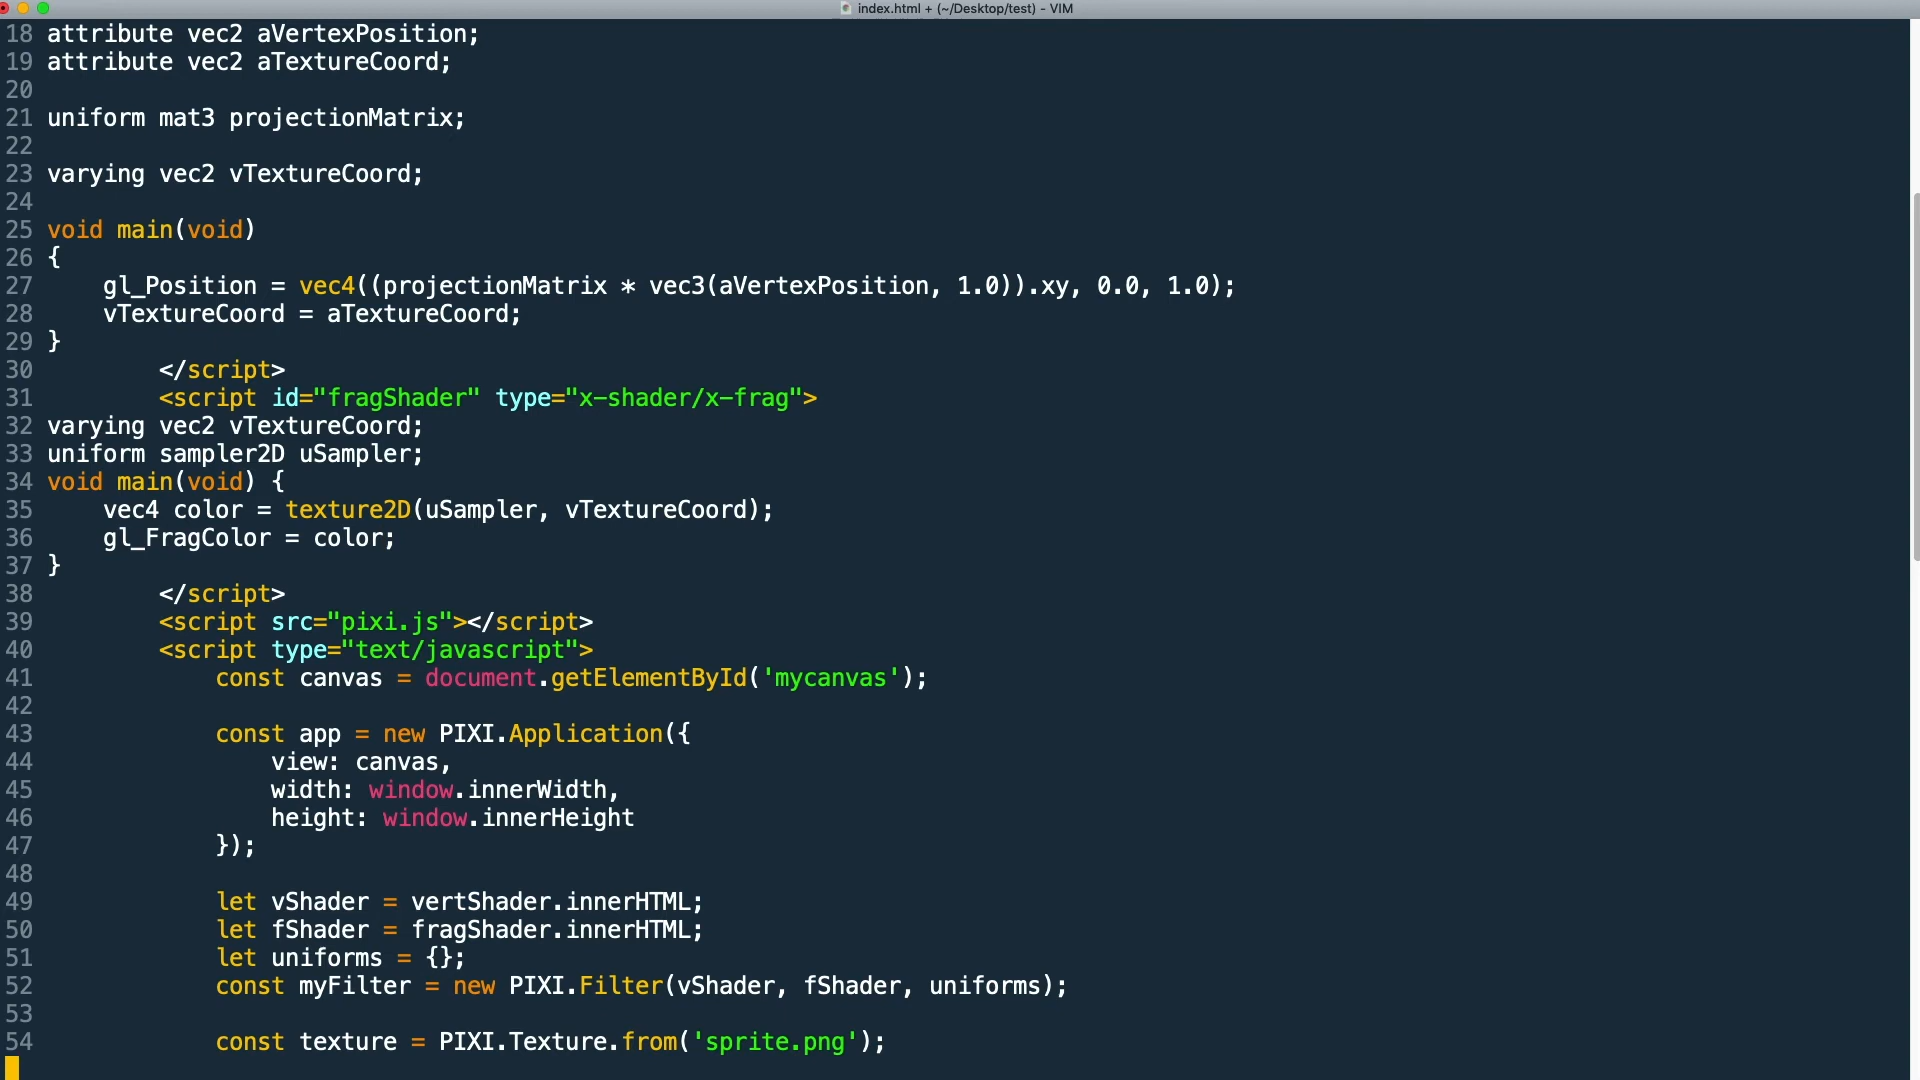 index.html + (~/Desktop/test) - VIM
18 attribute vec2 aVertexPosition;
19 attribute vec2 aTextureCoord;
20
21 uniform mat3 projectionMatrix;
22
23 varying vec2 vTextureCoord;
24
25 void main(void)
26 {
27     gl_Position = vec4((projectionMatrix * vec3(aVertexPosition, 1.0)).xy, 0.0, 1.0);
28     vTextureCoord = aTextureCoord;
29 }
30         </script>
31         <script id="fragShader" type="x-shader/x-frag">
32 varying vec2 vTextureCoord;
33 uniform sampler2D uSampler;
34 void main(void) {
35     vec4 color = texture2D(uSampler, vTextureCoord);
36     gl_FragColor = color;
37 }
38         </script>
39         <script src="pixi.js"></script>
40         <script type="text/javascript">
41             const canvas = document.getElementById('mycanvas');
42
43             const app = new PIXI.Application({
44                 view: canvas,
45                 width: window.innerWidth,
46                 height: window.innerHeight
47             });
48
49             let vShader = vertShader.innerHTML;
50             let fShader = fragShader.innerHTML;
51             let uniforms = {};
52             const myFilter = new PIXI.Filter(vShader, fShader, uniforms);
53
54             const texture = PIXI.Texture.from('sprite.png');